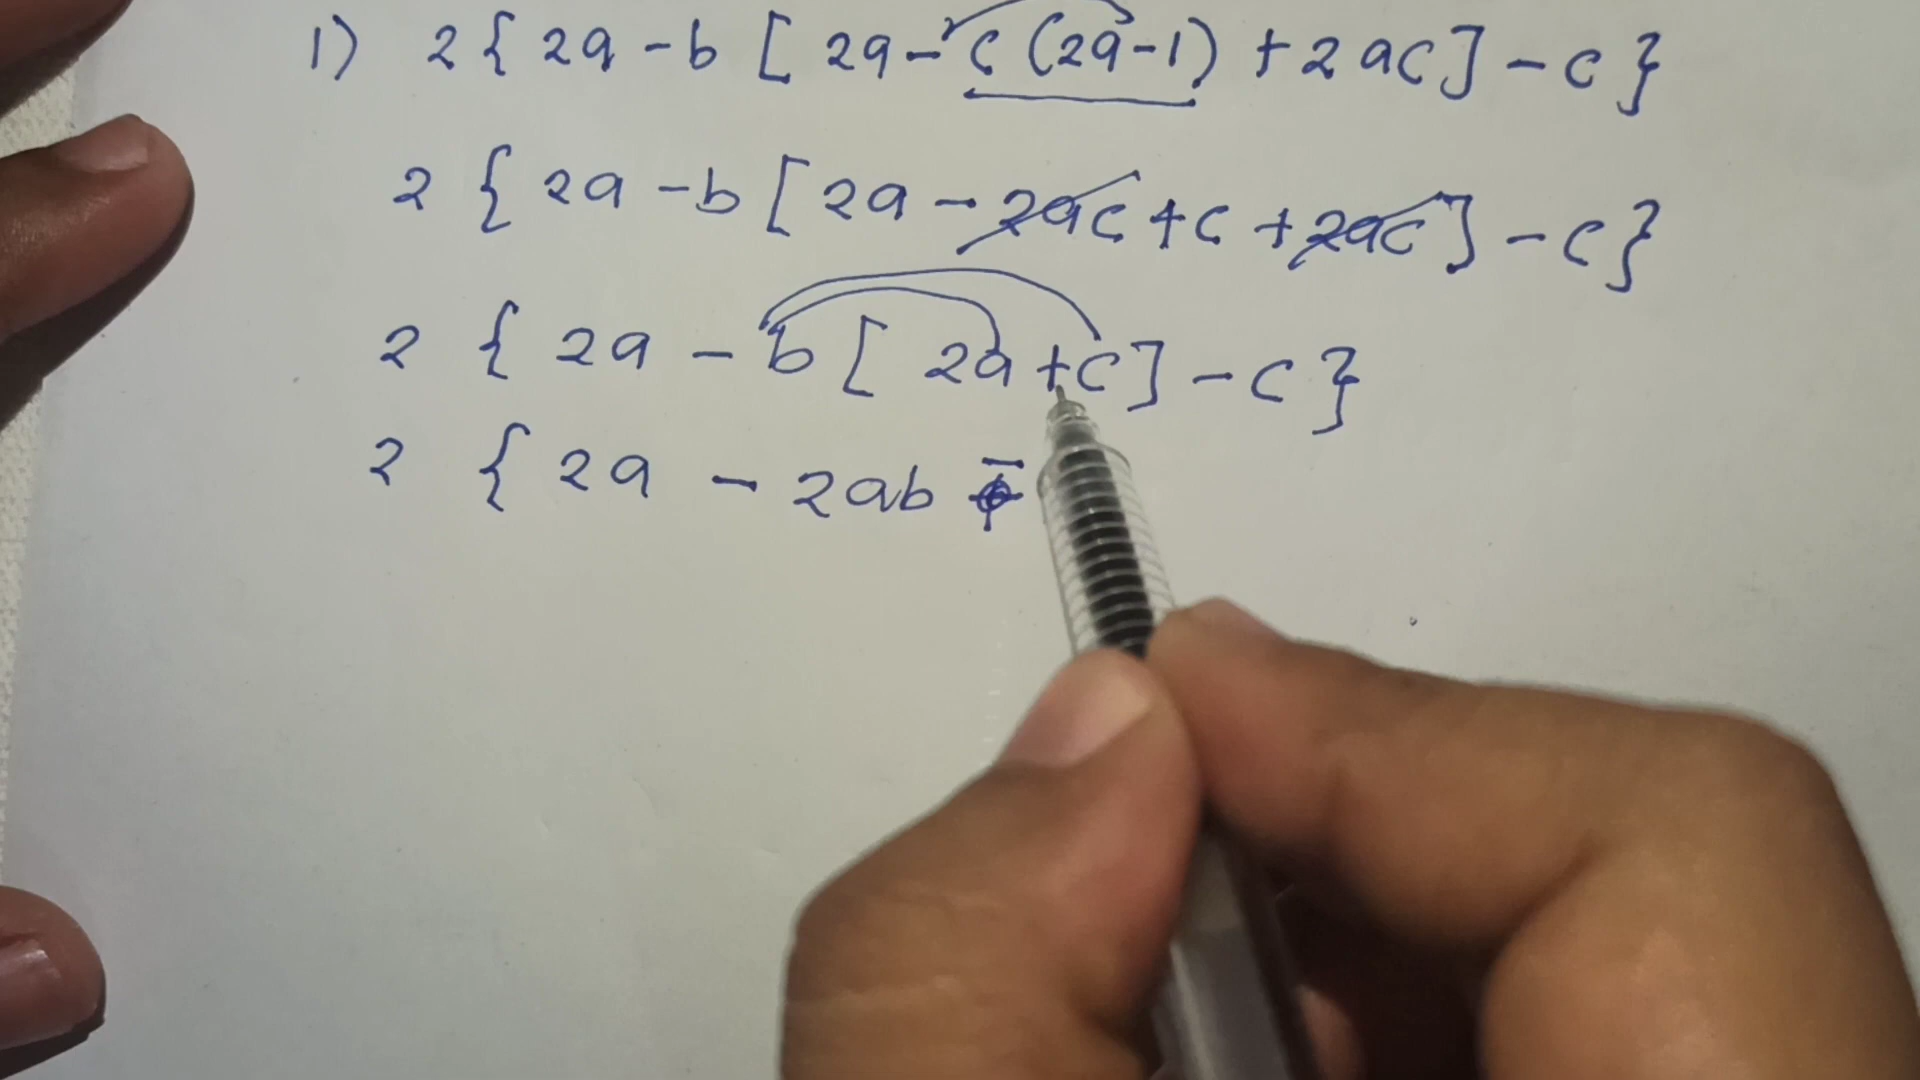 1) 2 { 2a - b [ 2a - c (2a - 1) + 2ac ] - c }
2 { 2a - b [ 2a - 2ac + c + 2ac ] - c }
2 { 2a - b [ 2a + c ] - c }
2 { 2a - 2ab -